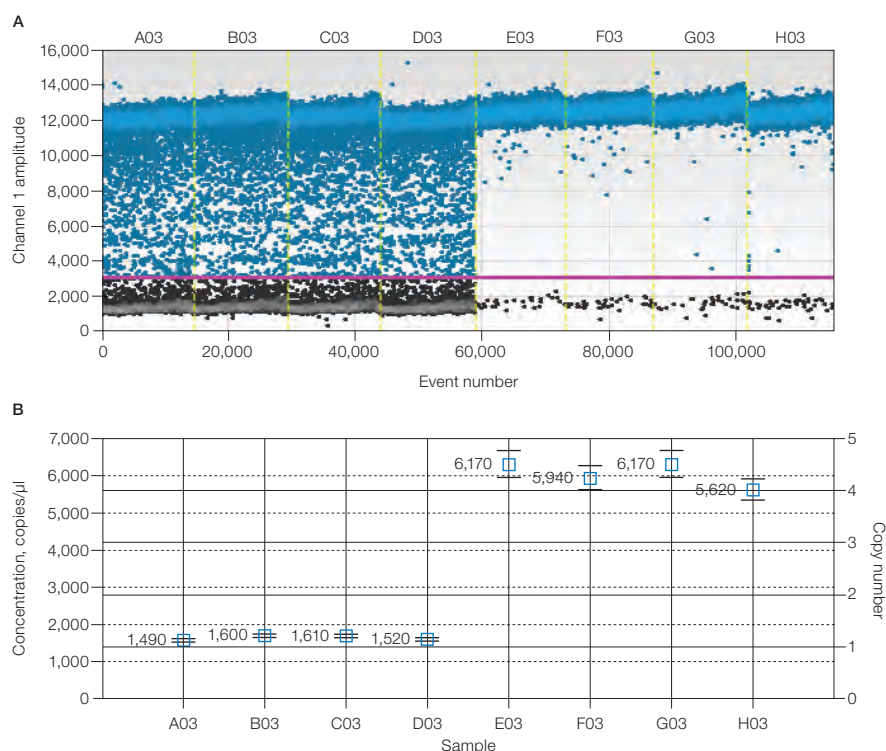 A
A03 B03 C03 D03 E03 F03 G03 H03
16,000
14,000
12,000
10,000
8,000
6,000
4,000
2,000
0
Channel 1 amplitude
0 20,000 40,000 60,000 80,000 100,000
Event number
B
7,000
6,000
5,000
4,000
3,000
2,000
1,000
0
Concentration, copies/µl
1,490 1,600 1,610 1,520 6,170 5,940 6,170 5,620
5
4
3
2
1
0
Copy number
A03 B03 C03 D03 E03 F03 G03 H03
Sample